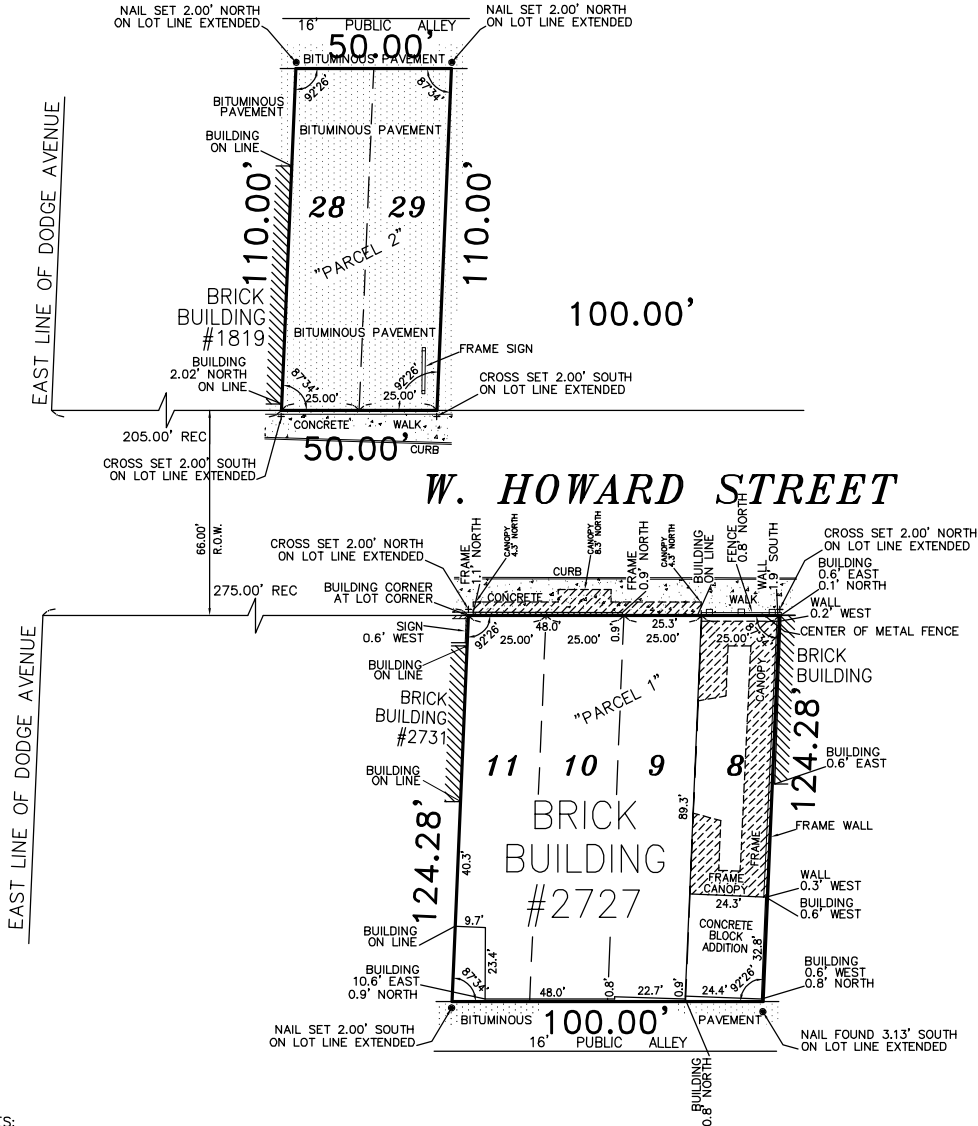 NAIL SET 2.00' NORTH
ON LOT LINE EXTENDED
NAIL SET 2.00' NORTH
ON LOT LINE EXTENDED
16' PUBLIC ALLEY
50.00'
BITUMINOUS PAVEMENT
92°26'
87°34'
BITUMINOUS
PAVEMENT
BITUMINOUS PAVEMENT
BUILDING
ON LINE
EAST LINE OF DODGE AVENUE
110.00'
110.00'
28
29
"PARCEL 2"
BRICK
BUILDING
#1819
100.00'
BITUMINOUS PAVEMENT
FRAME SIGN
BUILDING
2.02' NORTH
ON LINE
87°34'
92°26'
25.00'
25.00'
CROSS SET 2.00' SOUTH
ON LOT LINE EXTENDED
CONCRETE WALK
205.00' REC
50.00'
CURB
CROSS SET 2.00' SOUTH
ON LOT LINE EXTENDED
W. HOWARD STREET
66.00'
R.O.W.
CROSS SET 2.00' NORTH
ON LOT LINE EXTENDED
FRAME
1.1' NORTH
CANOPY
4.3' NORTH
CANOPY
8.3' NORTH
FRAME
0.9' NORTH
CANOPY
BUILDING
ON LINE
FENCE
0.8' NORTH
WALL
1.9' SOUTH
CROSS SET 2.00' NORTH
ON LOT LINE EXTENDED
CURB
BUILDING
0.6' EAST
0.1' NORTH
275.00' REC
BUILDING CORNER
AT LOT CORNER
CONCRETE
WALK
WALL
0.2' WEST
SIGN
0.6' WEST
92°26'
48.0'
0.9'
25.3'
87°34'
25.00'
25.00'
25.00'
25.00'
CENTER OF METAL FENCE
BUILDING
ON LINE
CANOPY
BRICK
BUILDING
BRICK
BUILDING
#2731
"PARCEL 1"
124.28'
11
10
9
8
BUILDING
0.6' EAST
BUILDING
ON LINE
EAST LINE OF DODGE AVENUE
124.28'
BRICK
BUILDING
#2727
89.3'
FRAME WALL
40.3'
FRAME
FRAME
CANOPY
WALL
0.3' WEST
24.3'
BUILDING
0.6' WEST
BUILDING
ON LINE
9.7'
CONCRETE
BLOCK
ADDITION
32.8'
23.4'
BUILDING
10.6' EAST
0.9' NORTH
87°34'
48.0'
0.8'
22.7'
0.9'
24.4'
92°26'
BUILDING
0.6' WEST
0.8' NORTH
NAIL SET 2.00' SOUTH
ON LOT LINE EXTENDED
BITUMINOUS
100.00'
PAVEMENT
NAIL FOUND 3.13' SOUTH
ON LOT LINE EXTENDED
16' PUBLIC ALLEY
BUILDING
0.8' NORTH